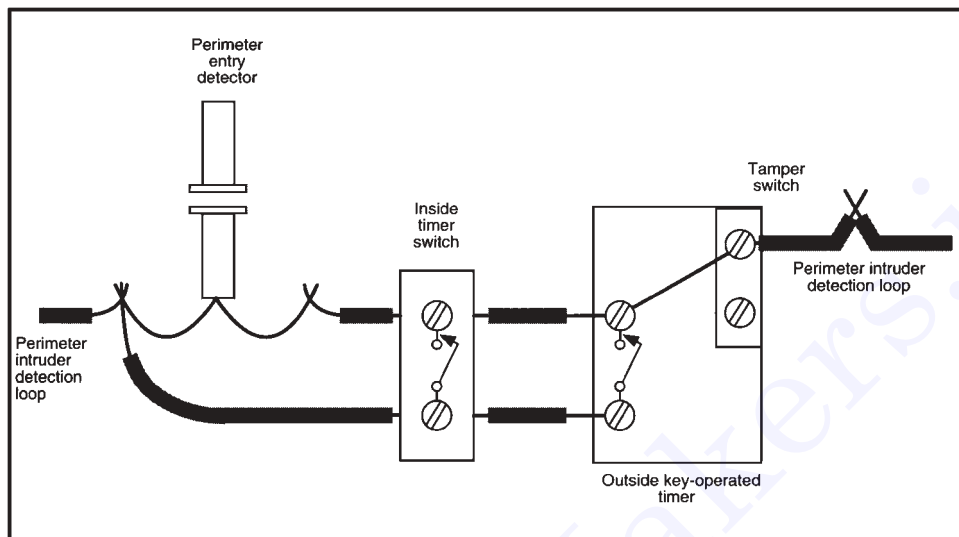 Perimeter
entry
detector
Inside
timer
switch
Tamper
switch
Perimeter intruder
detection loop
Perimeter
intruder
detection
loop
Outside key-operated
timer